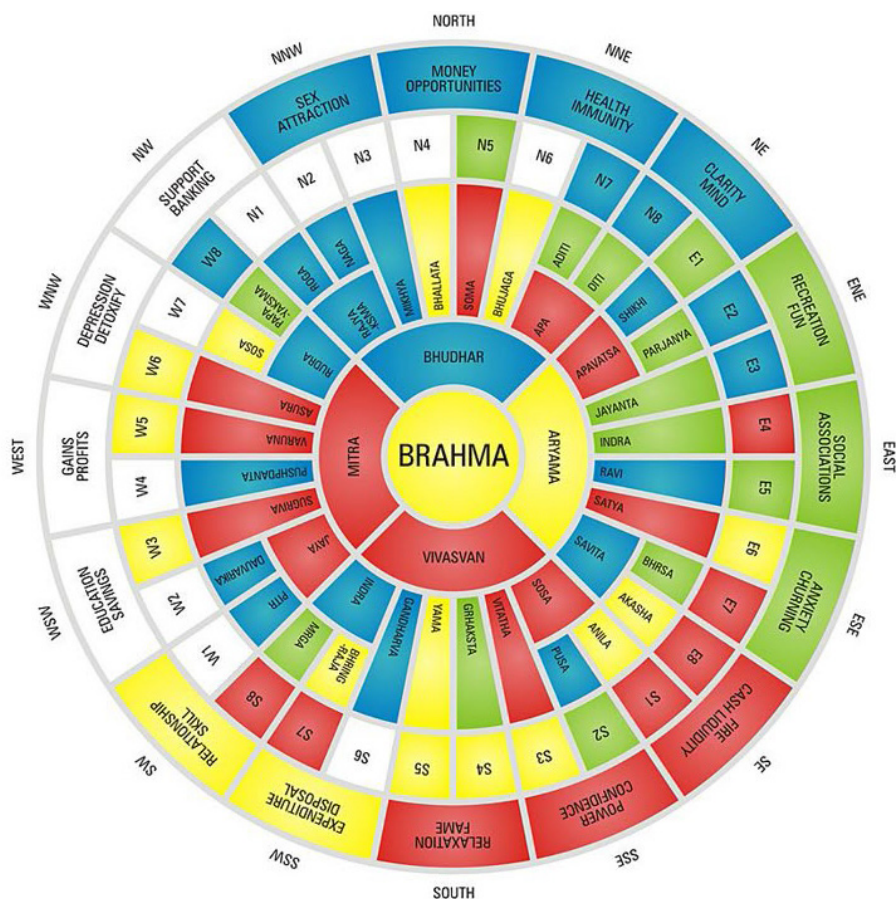 NORTH
NNE
NE
ENE
EAST
ESE
SE
SSE
SOUTH
SSW
SW
WSW
WEST
WNW
NW
NNW
MONEY
OPPORTUNITIES
HEALTH
IMMUNITY
CLARITY
MIND
RECREATION
FUN
SOCIAL
ASSOCIATIONS
ANXIETY
CHURNING
FIRE
CASH LIQUIDITY
POWER
CONFIDENCE
RELAXATION
FAME
EXPENDITURE
DISPOSAL
RELATIONSHIP
SKILL
EDUCATION
SAVINGS
GAINS
PROFITS
DEPRESSION
DETOXIFY
SUPPORT
BANKING
SEX
ATTRACTION
N4
N5
N6
N7
N8
E1
E2
E3
E4
E5
E6
E7
E8
S1
S2
S3
S4
S5
S6
S7
S8
W1
W2
W3
W4
W5
W6
W7
W8
N1
N2
N3
BHALLATA
SOMA
BHUJAGA
ADITI
DITI
SHIKHI
PARJANYA
JAYANTA
INDRA
RAVI
SATYA
BHRSA
AKASHA
ANILA
PUSA
VITATHA
GRHAKSTA
YAMA
GANDHARVA
BHRING
-RAJA
MRGA
PITR
DAUVARIKA
SUGRIVA
PUSHPDANTA
VARUNA
ASURA
SOSA
PAPA
-YAKSMA
ROGA
NAGA
MIKHYA
APA
APAVATSA
SAVITA
SOSA
INDRA
JAYA
RUDRA
RAJYA
-KSMA
BHUDHAR
ARYAMA
VIVASVAN
MITRA
BRAHMA